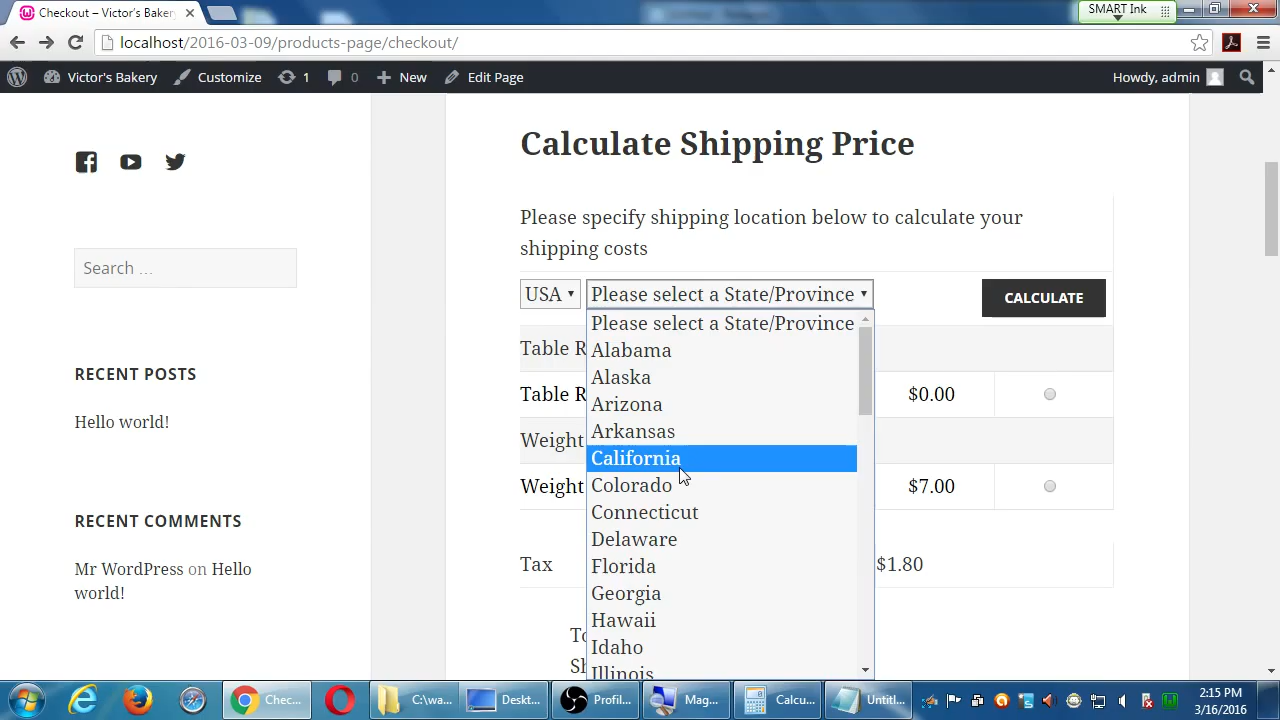 Checkout – Victor's Bakery
SMART Ink
localhost/2016-03-09/products-page/checkout/
Victor's Bakery Customize 1 0 New Edit Page Howdy, admin
Calculate Shipping Price
Please specify shipping location below to calculate your
shipping costs
Search …
USA Please select a State/Province CALCULATE
Please select a State/Province
Table R
Alabama
Alaska
Table R $0.00
Arizona
Arkansas
Weight
California
Weight $7.00
Colorado
Connecticut
Delaware
Tax $1.80
Florida
Georgia
Hawaii
Idaho
Illinois
RECENT POSTS
Hello world!
RECENT COMMENTS
Mr WordPress on Hello
world!
Chec... C:\wa... Deskt... Profil... Mag... Calcu... Untitl...
2:15 PM
3/16/2016